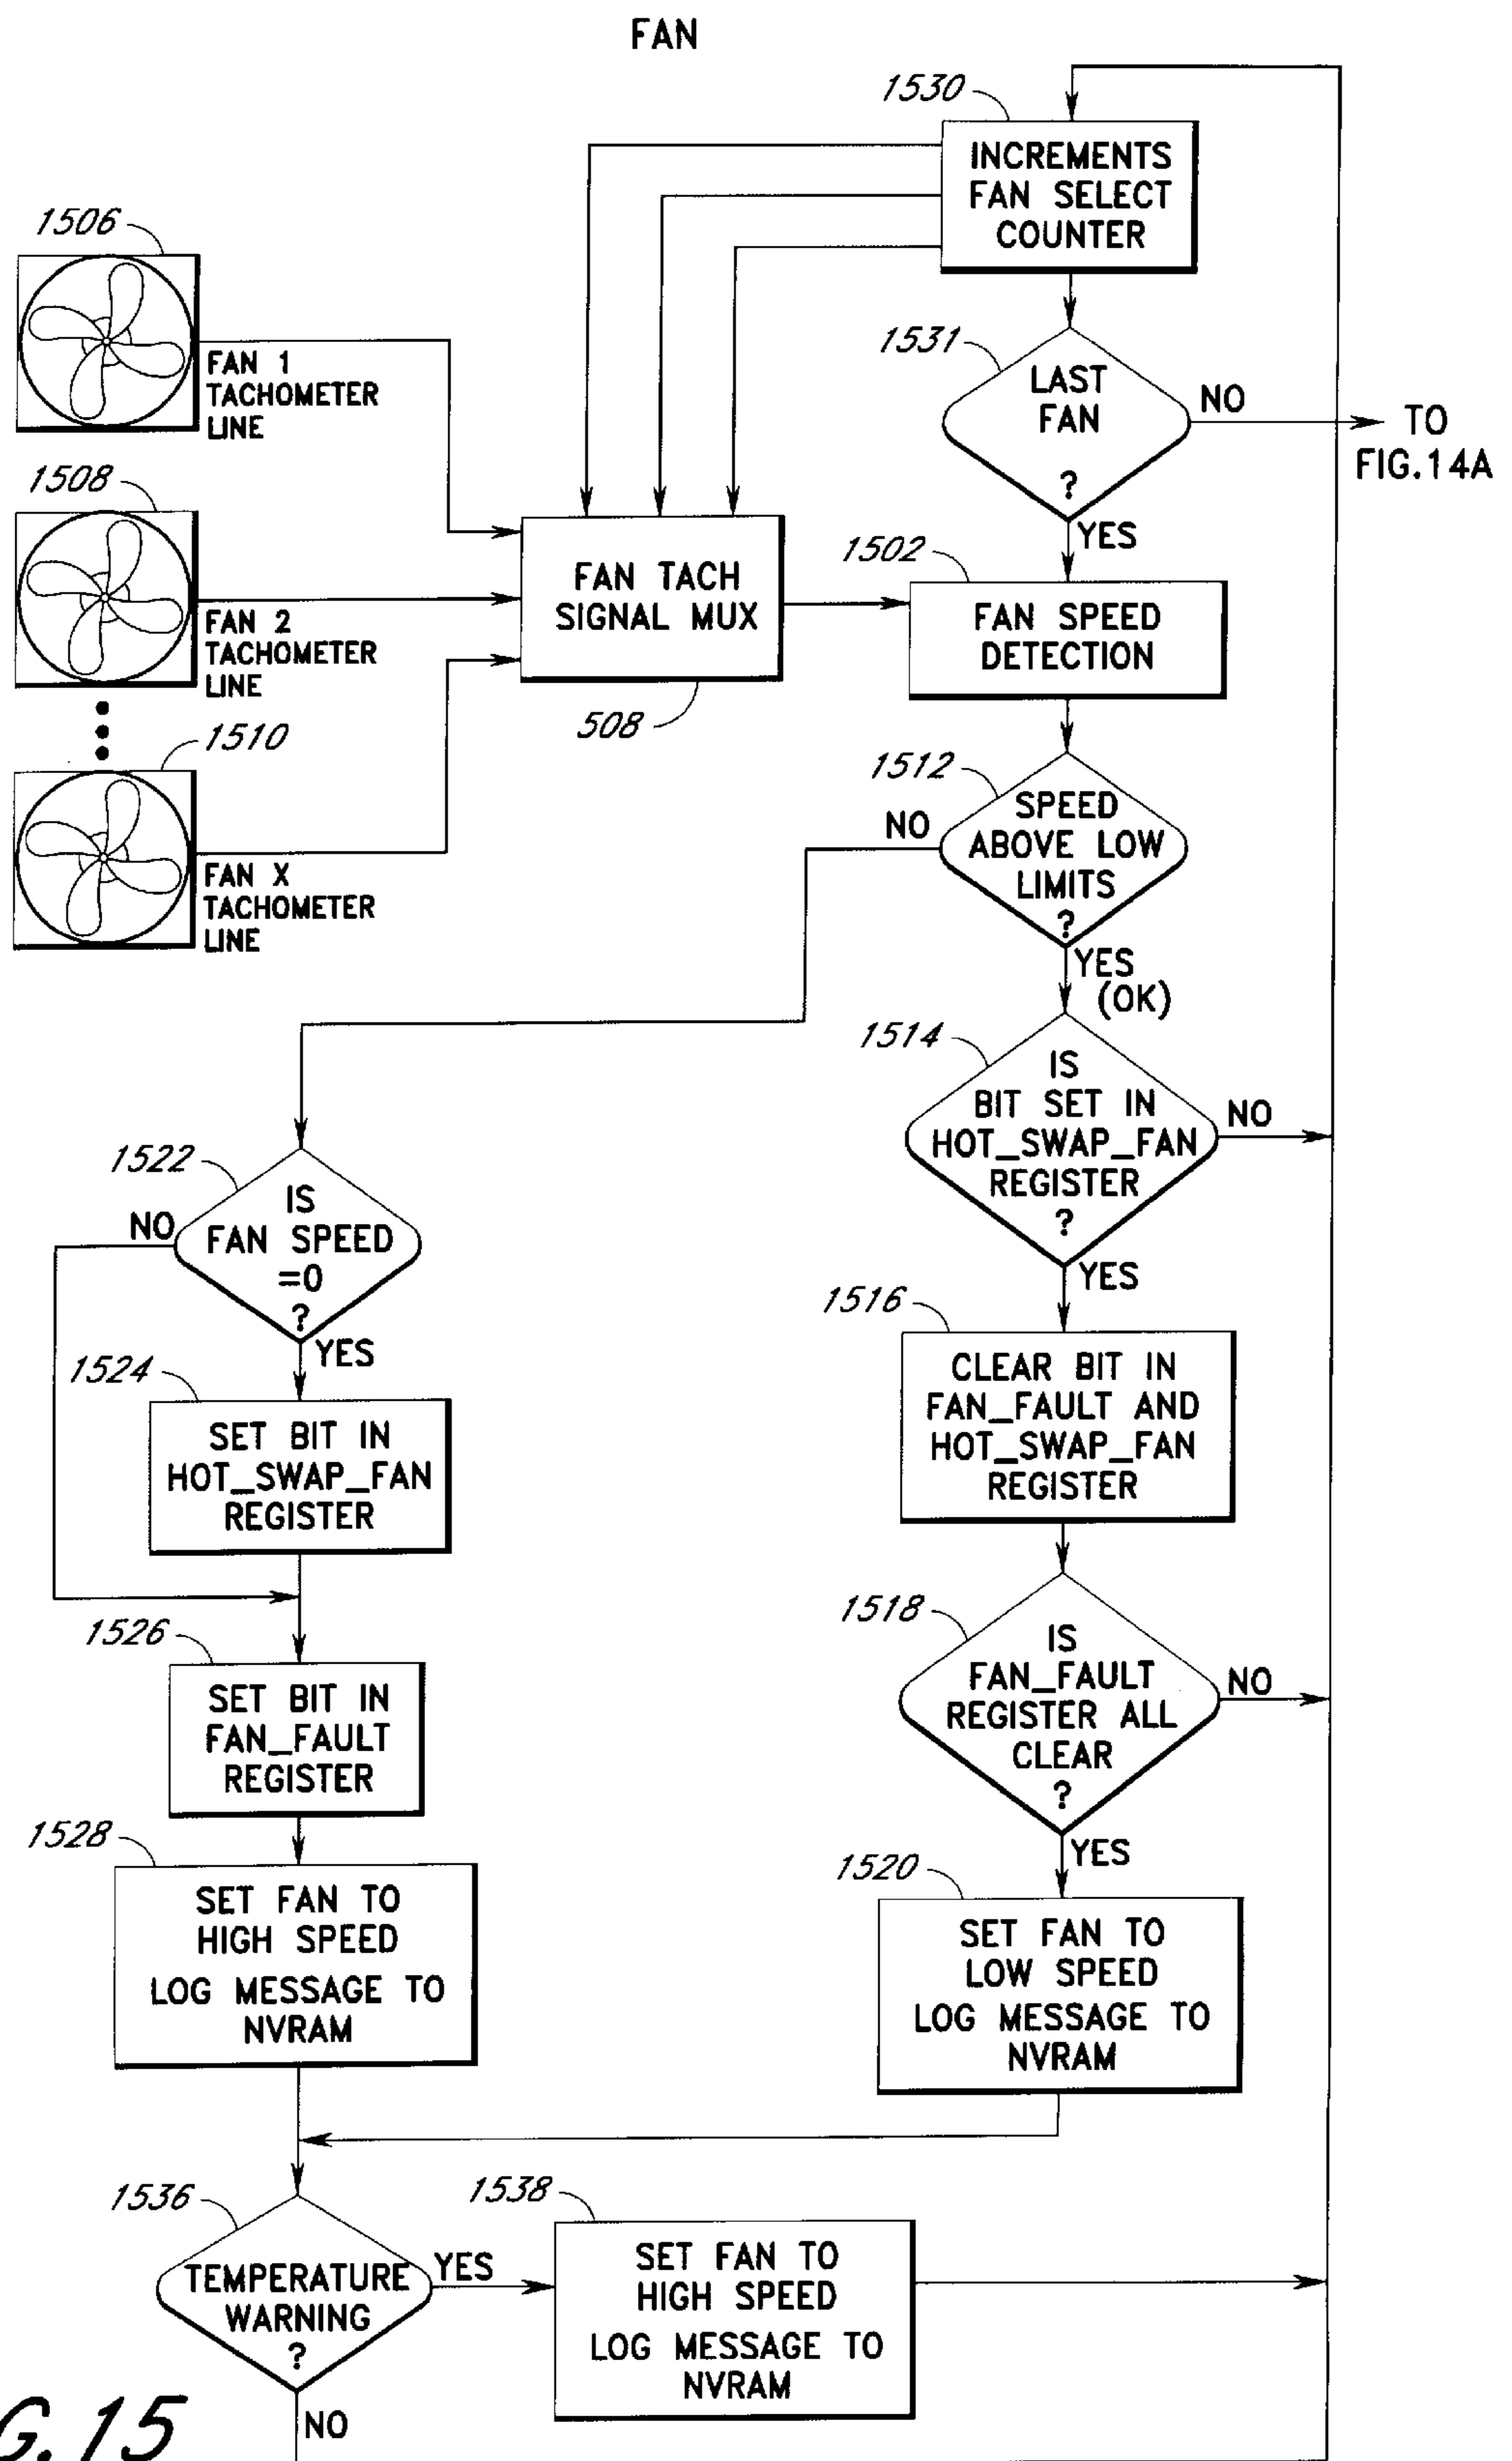 FAN
1530
INCREMENTS
FAN SELECT
COUNTER
1506
FAN 1
TACHOMETER
LINE
1531
LAST
FAN
?
NO
TO
FIG.14A
YES
1508
FAN 2
TACHOMETER
LINE
FAN TACH
SIGNAL MUX
508
1502
FAN SPEED
DETECTION
1510
FAN X
TACHOMETER
LINE
1512
SPEED
ABOVE LOW
LIMITS
?
NO
YES
(OK)
1514
IS
BIT SET IN
HOT_SWAP_FAN
REGISTER
?
NO
YES
1522
IS
FAN SPEED
=0
?
NO
YES
1516
CLEAR BIT IN
FAN_FAULT AND
HOT_SWAP_FAN
REGISTER
1524
SET BIT IN
HOT_SWAP_FAN
REGISTER
1518
IS
FAN_FAULT
REGISTER ALL
CLEAR
?
NO
YES
1526
SET BIT IN
FAN_FAULT
REGISTER
1528
SET FAN TO
HIGH SPEED
LOG MESSAGE TO
NVRAM
1520
SET FAN TO
LOW SPEED
LOG MESSAGE TO
NVRAM
1536
TEMPERATURE
WARNING
?
YES
NO
1538
SET FAN TO
HIGH SPEED
LOG MESSAGE TO
NVRAM
G.15